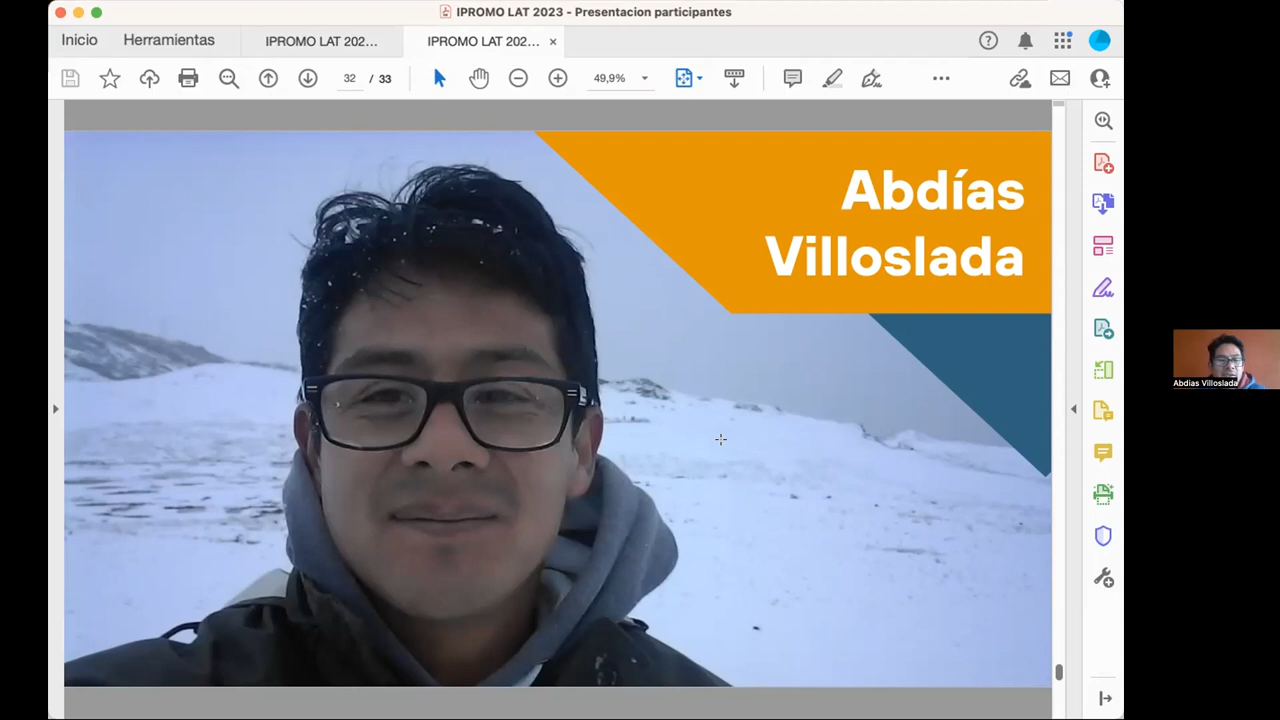 IPROMO LAT 2023 - Presentacion participantes
Inicio
Herramientas
IPROMO LAT 202...
IPROMO LAT 202...
32 / 33
49,9%
Abdías
Villoslada
Abdias Villoslada